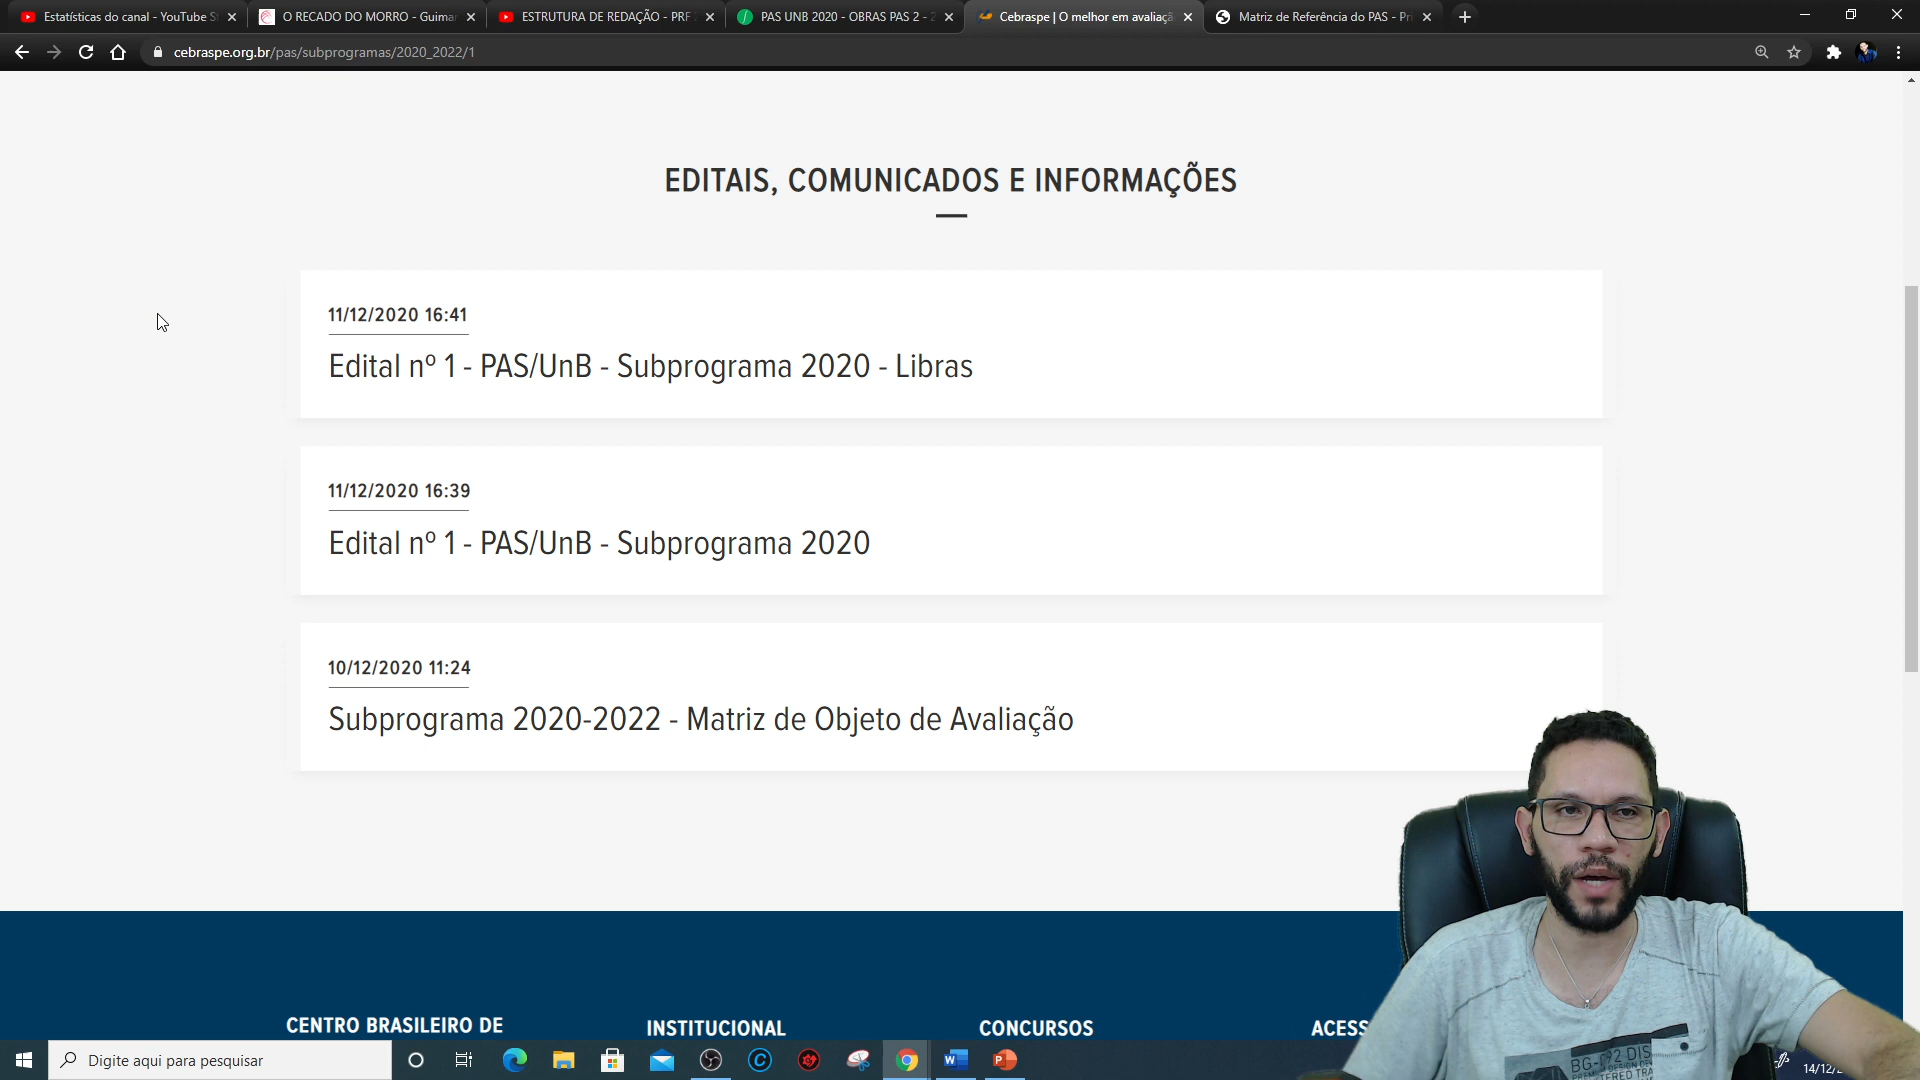 Estatísticas do canal - YouTube S
O RECADO DO MORRO - Guimar
ESTRUTURA DE REDAÇÃO - PRF
PAS UNB 2020 - OBRAS PAS 2 - 2
Cebraspe | O melhor em avaliaçã
Matriz de Referência do PAS - Pri
cebraspe.org.br/pas/subprogramas/2020_2022/1
EDITAIS, COMUNICADOS E INFORMAÇÕES
11/12/2020 16:41
Edital nº 1 - PAS/UnB - Subprograma 2020 - Libras
11/12/2020 16:39
Edital nº 1 - PAS/UnB - Subprograma 2020
10/12/2020 11:24
Subprograma 2020-2022 - Matriz de Objeto de Avaliação
CENTRO BRASILEIRO DE
INSTITUCIONAL
CONCURSOS
ACESS
Digite aqui para pesquisar
14/12/